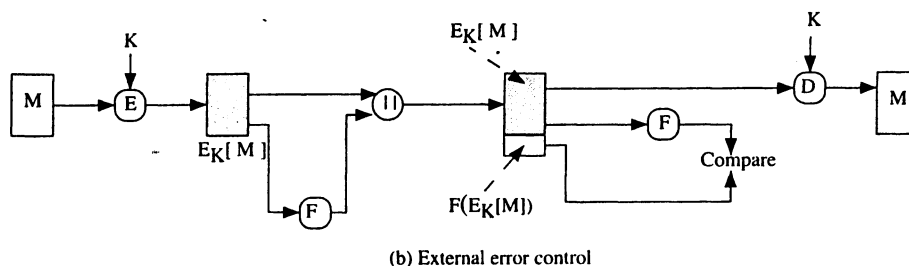 E_K[ M ]
K
K
M
E
||
D
M
F
E_K[ M ]
Compare
F
F(E_K[M])
(b) External error control